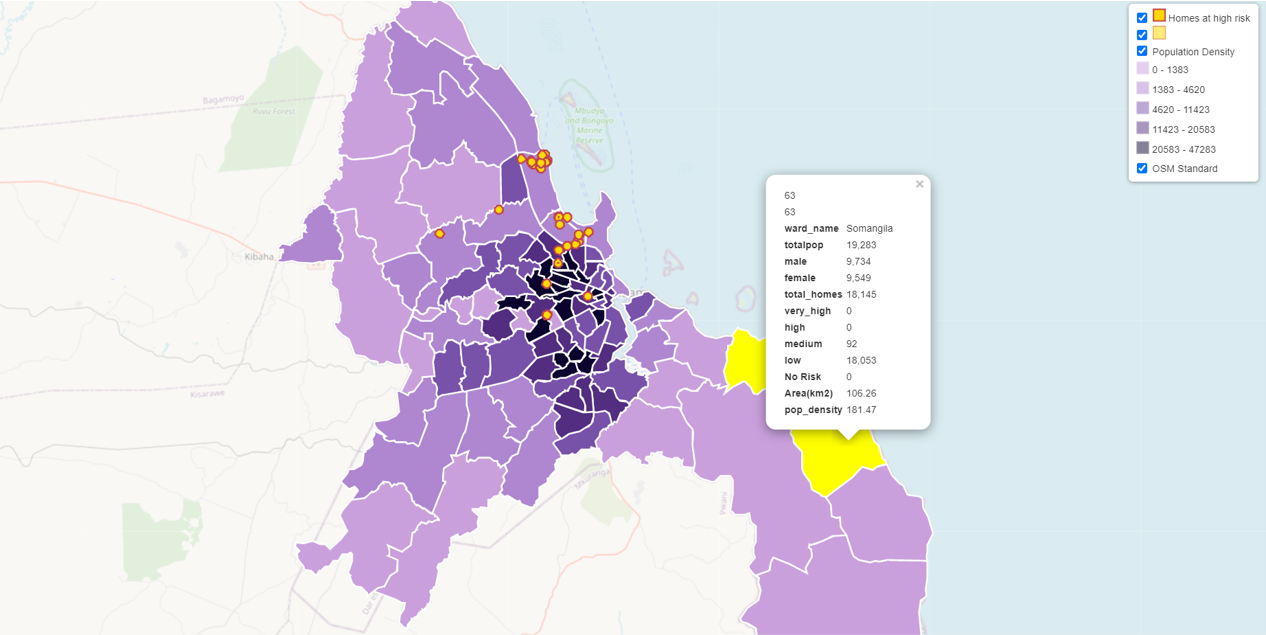 Homes at high risk
Population Density
0 - 1383
1383 - 4620
4620 - 11423
11423 - 20583
20583 - 47283
OSM Standard
Bagamoyo
Ruvu Forest
Mbudya
and Bongoyo
Marine
Reserve
Kibaha
Kisarawe
Mkuranga
Pwani
×
63
63
ward_name Somangila
totalpop 19,283
male 9,734
female 9,549
total_homes 18,145
very_high 0
high 0
medium 92
low 18,053
No Risk 0
Area(km2) 106.26
pop_density 181.47